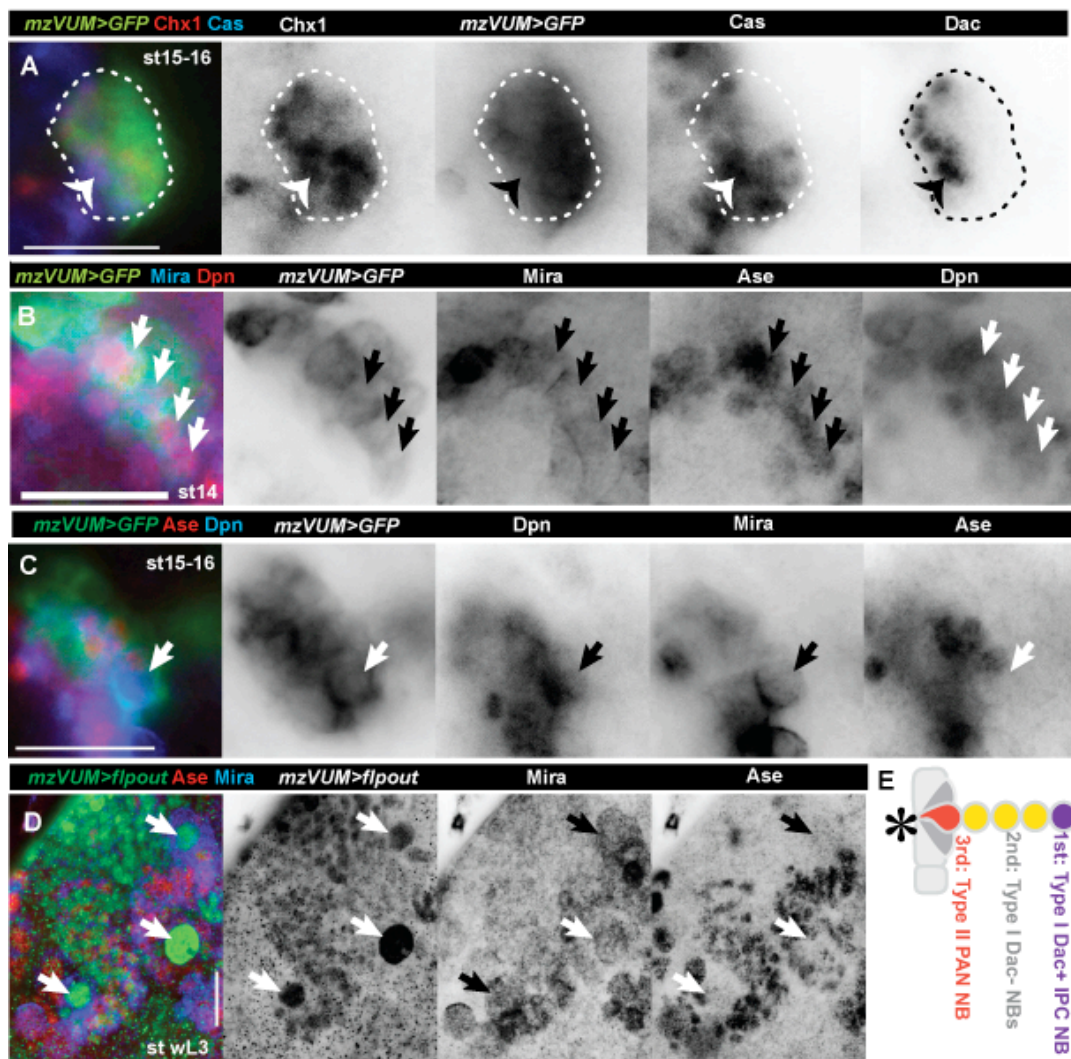 mzVUM>GFP Chx1 Cas Chx1 mzVUM>GFP Cas Dac
A st15-16
mzVUM>GFP Mira Dpn mzVUM>GFP Mira Ase Dpn
B
st14
mzVUM>GFP Ase Dpn mzVUM>GFP Dpn Mira Ase
C st15-16
mzVUM>flpout Ase Mira mzVUM>flpout Mira Ase
D
st wL3
E
*
3rd: Type II PAN NB
2nd: Type I Dac- NBs
1st: Type I Dac+ IPC NB